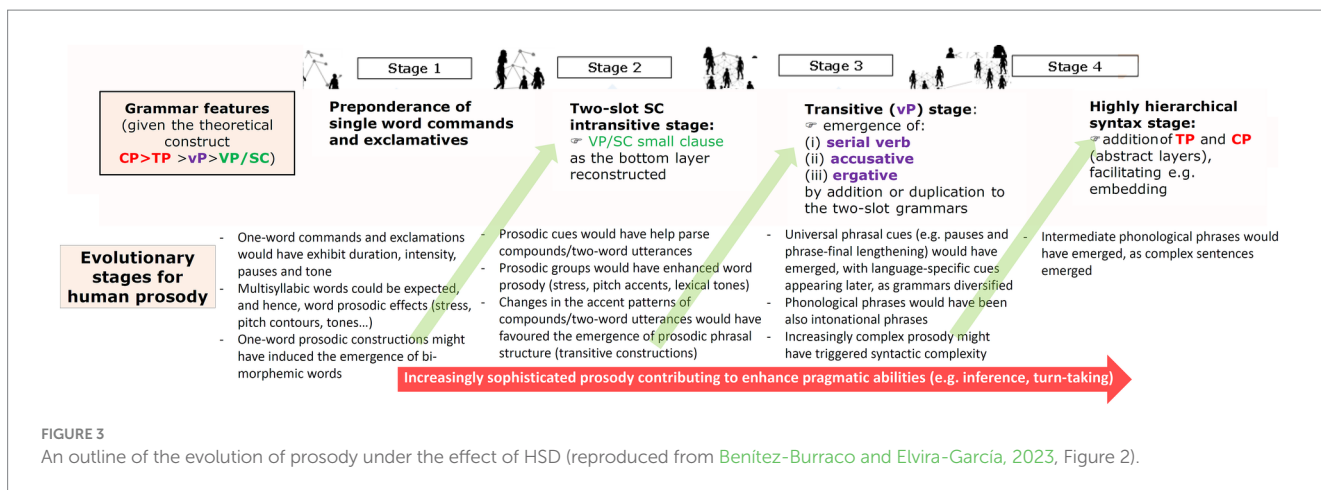 Stage 1
Stage 2
Stage 3
Stage 4
Grammar features
(given the theoretical
construct
CP>TP >vP>VP/SC)
Preponderance of
single word commands
and exclamatives
Two-slot SC
intransitive stage:
☞ VP/SC small clause
as the bottom layer
reconstructed
Transitive (vP) stage:
☞ emergence of:
(i) serial verb
(ii) accusative
(iii) ergative
by addition or duplication to
the two-slot grammars
Highly hierarchical
syntax stage:
☞additionof TP and CP
(abstract layers),
facilitating e.g.
embedding
Evolutionary
stages for
human prosody
- One-word commands and exclamations
would have exhibit duration, intensity,
pauses and tone
- Multisyllabic words could be expected,
and hence, word prosodic effects (stress,
pitch contours, tones...)
- One-word prosodic constructions might
have induced the emergence of bi-
morphemic words
- Prosodic cues would have help parse
compounds/two-word utterances
- Prosodic groups would have enhanced word
prosody (stress, pitch accents, lexical tones)
- Changes in the accent patterns of
compounds/two-word utterances would have
favoured the emergence of prosodic phrasal
structure (transitive constructions)
- Universal phrasal cues (e.g. pauses and
phrase-final lengthening) would have
emerged, with language-specific cues
appearing later, as grammars diversified
- Phonological phrases would have been
also intonational phrases
- Increasingly complex prosody might
have triggered syntactic complexity
- Intermediate phonological phrases would
have emerged, as complex sentences
emerged
Increasingly sophisticated prosody contributing to enhance pragmatic abilities (e.g. inference, turn-taking)
FIGURE 3
An outline of the evolution of prosody under the effect of HSD (reproduced from Benítez-Burraco and Elvira-García, 2023, Figure 2).